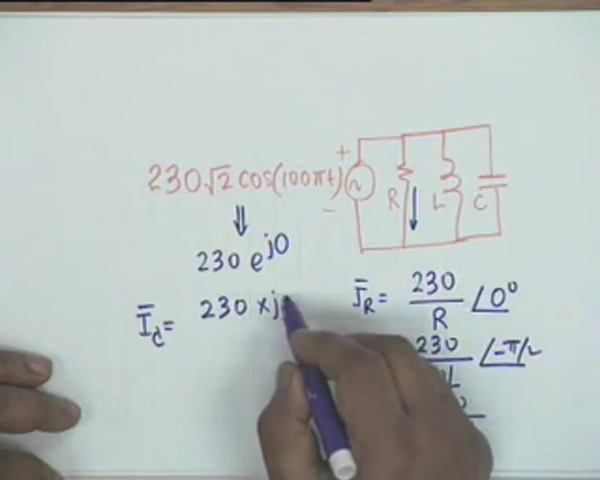 230√2 cos(100πt) + ~ - R ↓ L C
⇓
230 e^j0
Ī_C = 230 × j
Ī_R = 230/R ∠0°
230/ L ∠-π/2